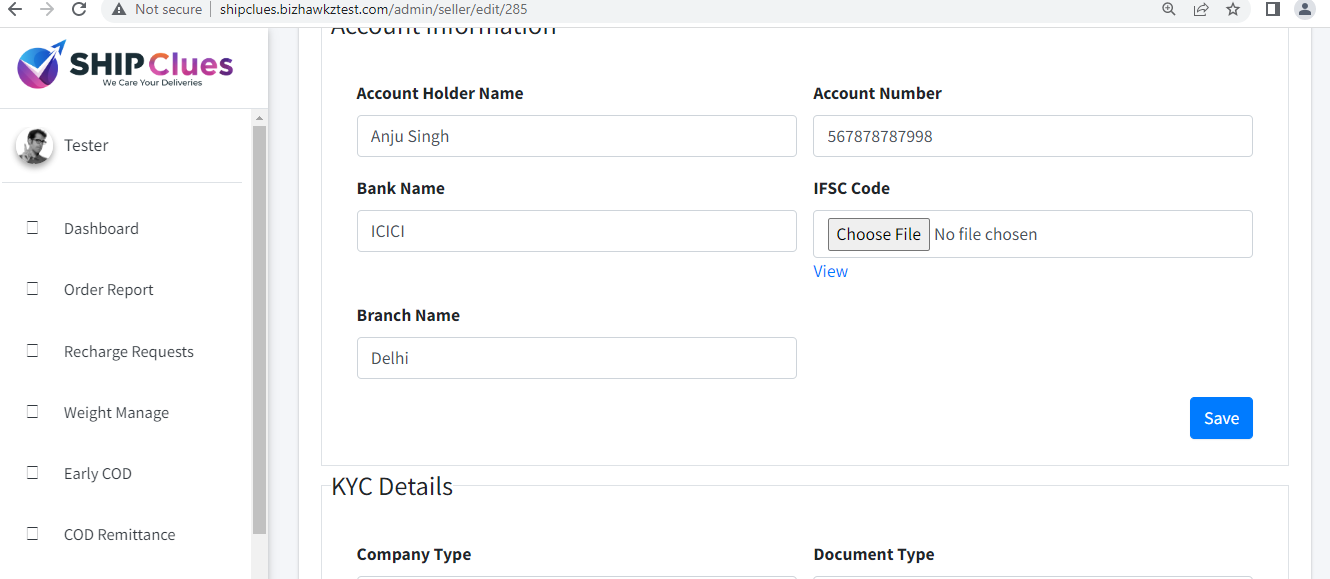 Not secure | shipclues.bizhawkztest.com/admin/seller/edit/285
SHIP Clues
We Care Your Deliveries
Tester
Dashboard
Order Report
Recharge Requests
Weight Manage
Early COD
COD Remittance
Account Information
Account Holder Name
Anju Singh
Account Number
567878787998
Bank Name
ICICI
IFSC Code
Choose File No file chosen
View
Branch Name
Delhi
Save
KYC Details
Company Type
Document Type